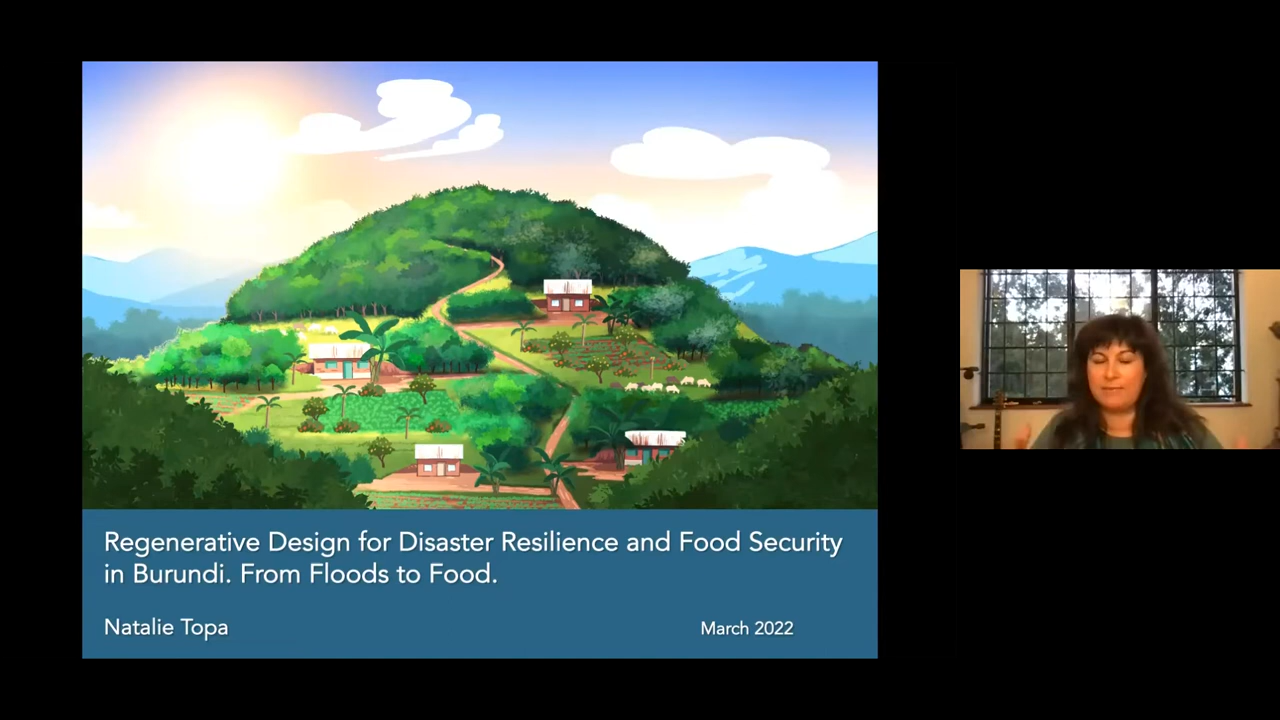 Regenerative Design for Disaster Resilience and Food Security
in Burundi. From Floods to Food.
Natalie Topa
March 2022